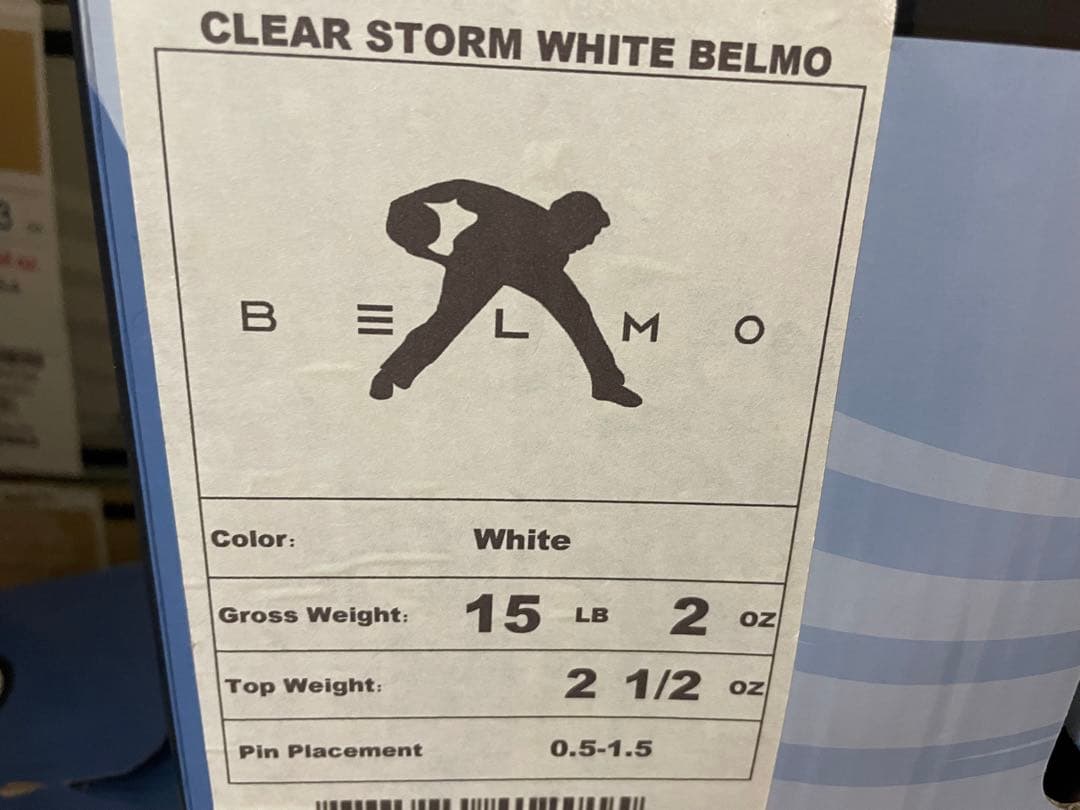 CLEAR STORM WHITE BELMO
B E L M O
Color: White
Gross Weight: 15 LB 2 oz
Top Weight: 2 1/2 oz
Pin Placement 0.5-1.5
3